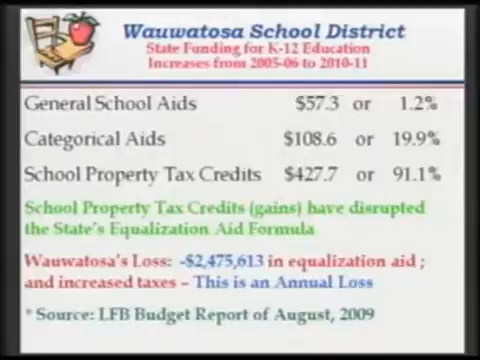 Wauwatosa School District
State Funding for K-12 Education
Increases from 2005-06 to 2010-11
General School Aids $57.3 or 1.2%
Categorical Aids $108.6 or 19.9%
School Property Tax Credits $427.7 or 91.1%
School Property Tax Credits (gains) have disrupted
the State's Equalization Aid Formula
Wauwatosa's Loss: -$2,475,613 in equalization aid ;
and increased taxes – This is an Annual Loss
* Source: LFB Budget Report of August, 2009